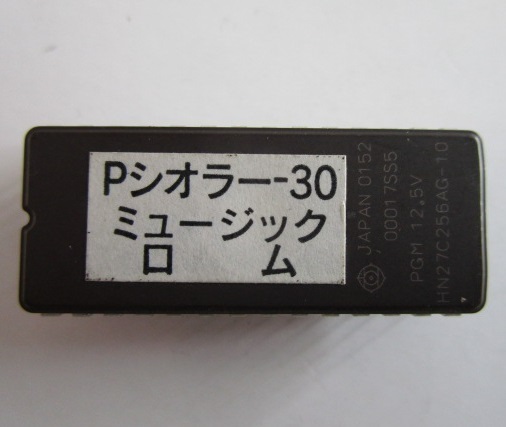 Pシオラー-30
ミュージック
ロム
JAPAN 0152
00017SS5
PGM 12.5V
HN27C256AG-10